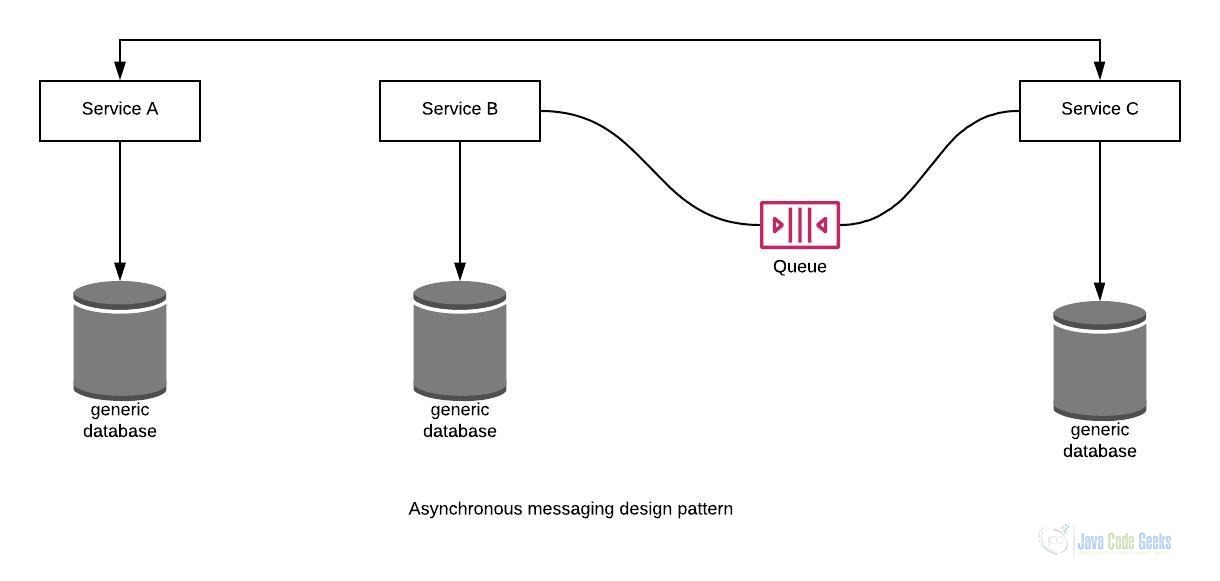 Service A
Service B
Service C
Queue
generic
database
generic
database
generic
database
Asynchronous messaging design pattern
Java Code Geeks